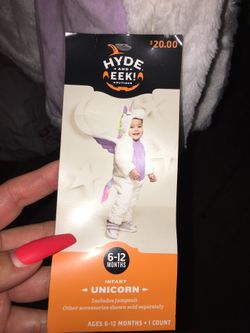 $20.00
HYDE
AND
EEK!
BOUTIQUE
6-12
MONTHS
INFANT
UNICORN
Includes jumpsuit
Other accessories shown sold separately
AGES 6-12 MONTHS • 1 COUNT